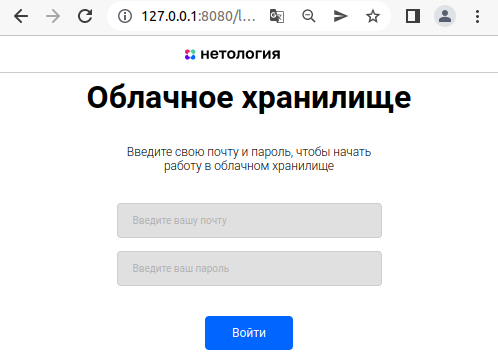 127.0.0.1:8080/l...
нетология
Облачное хранилище
Введите свою почту и пароль, чтобы начать
работу в облачном хранилище
Введите вашу почту
Введите ваш пароль
Войти